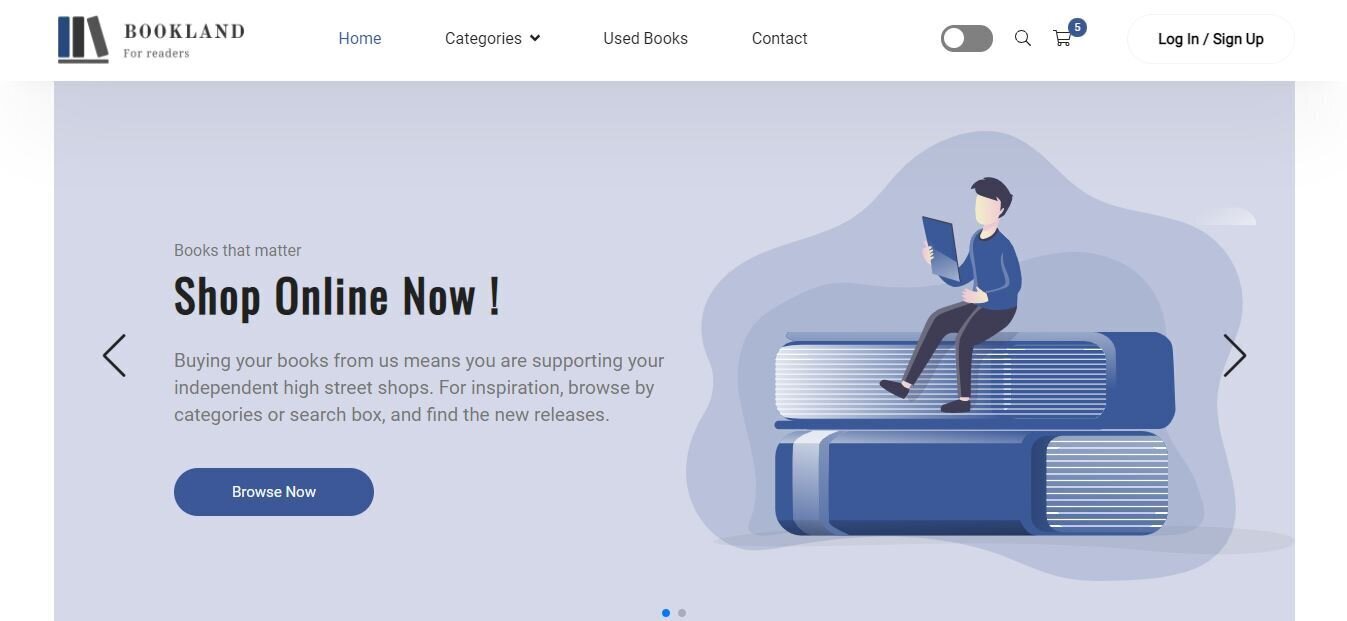 BOOKLAND
For readers
Home
Categories
Used Books
Contact
5
Log In / Sign Up
Books that matter
Shop Online Now !
Buying your books from us means you are supporting your
independent high street shops. For inspiration, browse by
categories or search box, and find the new releases.
Browse Now